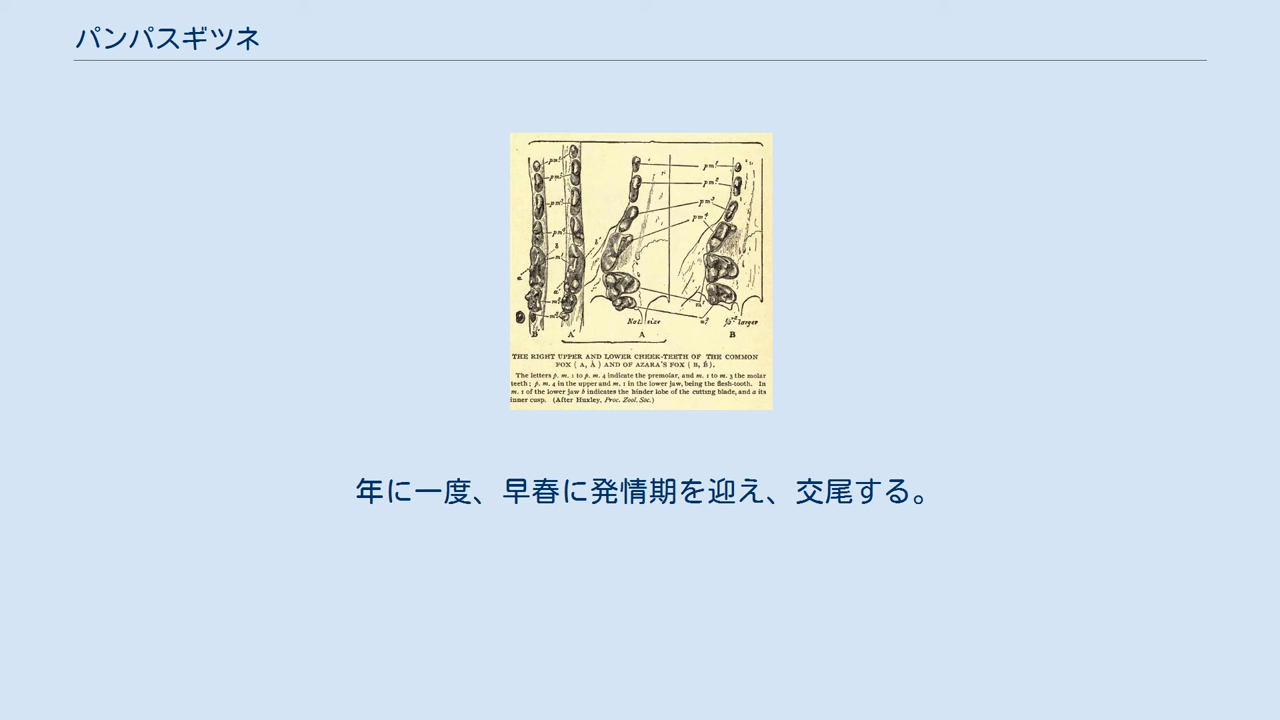 パンパスギツネ
THE RIGHT UPPER AND LOWER CHEEK-TEETH OF THE COMMON
FOX ( A, À ) AND OF AZARA'S FOX ( B, B́ ).
The letters p. m. 1 to p. m. 4 indicate the premolar, and m. 1 to m. 3 the molar
teeth ; p. m. 4 in the upper and m. 1 in the lower jaw, being the flesh-tooth. In
m. 1 of the lower jaw b indicates the hinder lobe of the cutting blade, and a its
inner cusp. (After Huxley, Proc. Zool. Soc.)
年に一度、早春に発情期を迎え、交尾する。